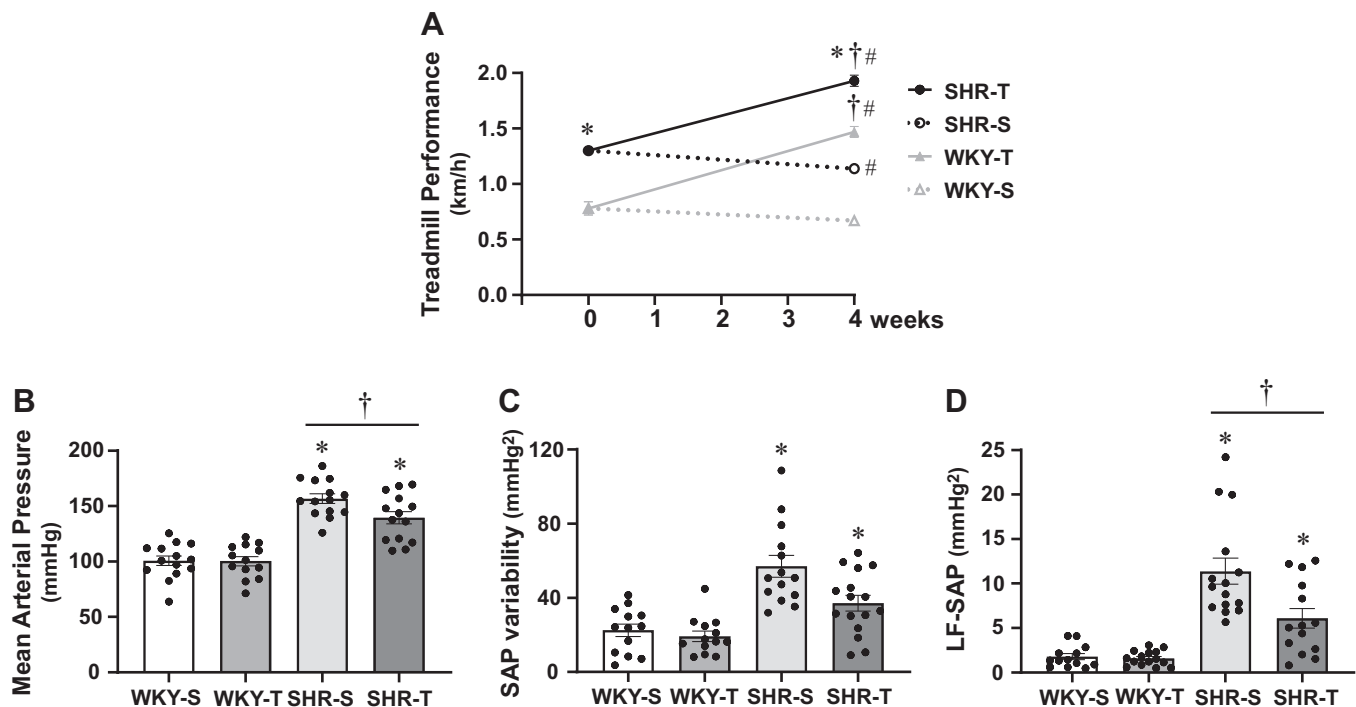 A
Treadmill Performance
(km/h)
2.0
1.5
1.0
0.5
0.0
*
* † #
† #
#
0 1 2 3 4 weeks
SHR-T
SHR-S
WKY-T
WKY-S
B
Mean Arterial Pressure
(mmHg)
200
150
100
50
0
†
* *
WKY-S WKY-T SHR-S SHR-T
C
SAP variability (mmHg²)
120
80
40
0
* *
WKY-S WKY-T SHR-S SHR-T
D
LF-SAP (mmHg²)
25
20
15
10
5
0
†
* *
WKY-S WKY-T SHR-S SHR-T